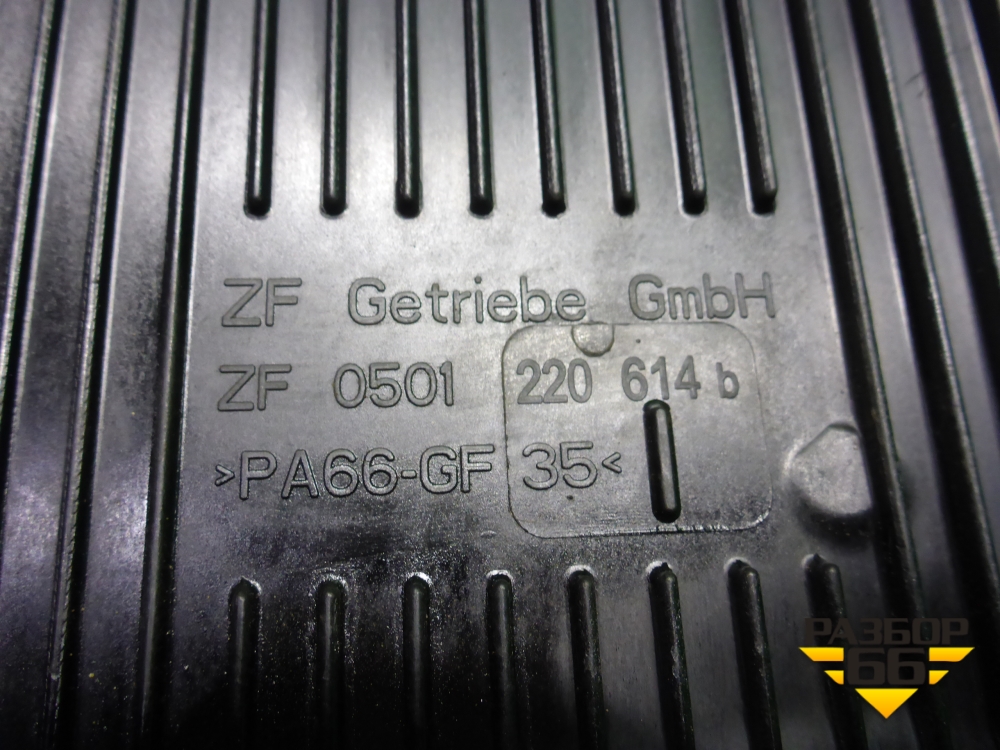 ZF Getriebe GmbH
ZF 0501 220 614 b
>PA66-GF 35<
РАЗБОР
66